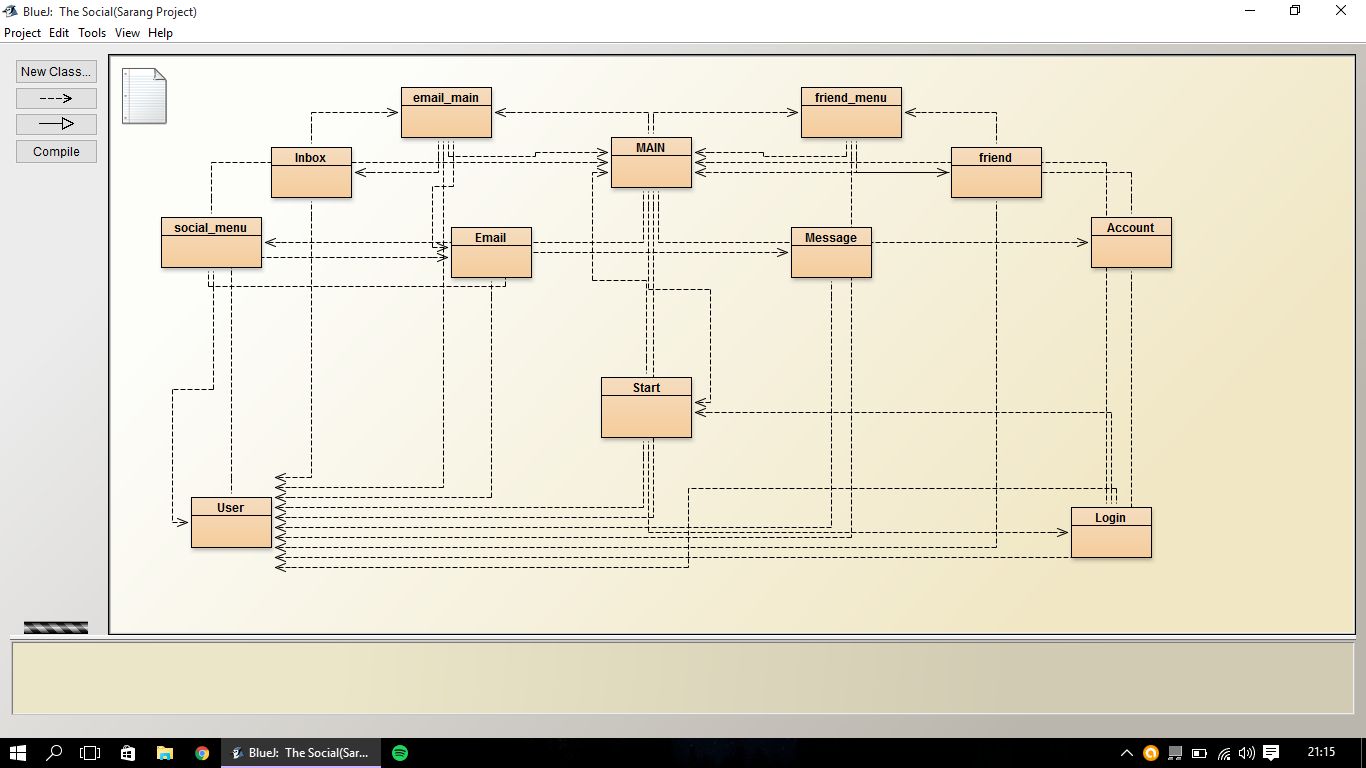 BlueJ:  The Social(Sarang Project)
Project Edit Tools View Help
New Class...
Compile
email_main
friend_menu
MAIN
Inbox
friend
social_menu
Email
Message
Account
Start
User
Login
BlueJ:  The Social(Sar...
21:15